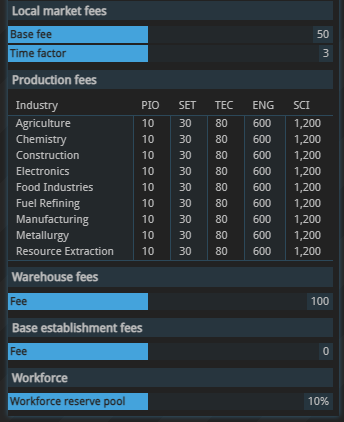 Local market fees
Base fee 50
Time factor 3
Production fees
Industry PIO SET TEC ENG SCI
Agriculture 10 30 80 600 1,200
Chemistry 10 30 80 600 1,200
Construction 10 30 80 600 1,200
Electronics 10 30 80 600 1,200
Food Industries 10 30 80 600 1,200
Fuel Refining 10 30 80 600 1,200
Manufacturing 10 30 80 600 1,200
Metallurgy 10 30 80 600 1,200
Resource Extraction 10 30 80 600 1,200
Warehouse fees
Fee 100
Base establishment fees
Fee 0
Workforce
Workforce reserve pool 10%